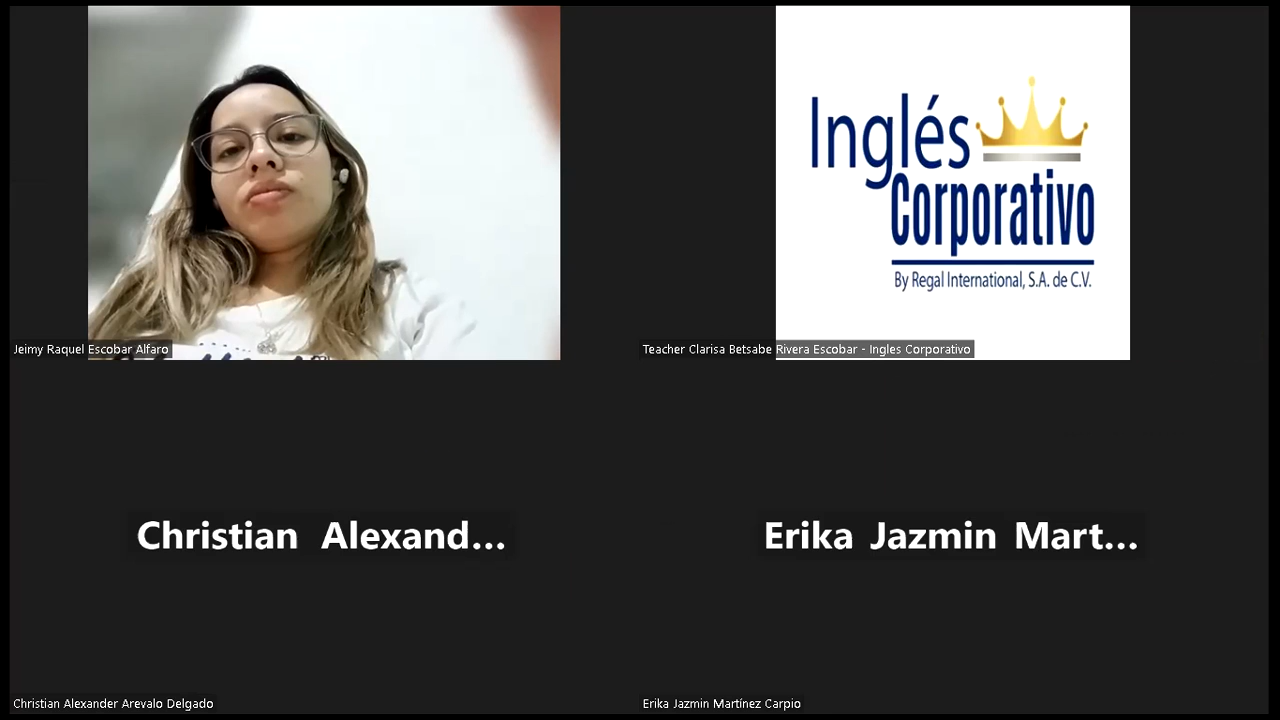 Inglés
Corporativo
By Regal International, S.A. de C.V.
Jeimy Raquel Escobar Alfaro
Teacher Clarisa Betsabe Rivera Escobar - Ingles Corporativo
Christian Alexand...
Erika Jazmin Mart...
Christian Alexander Arevalo Delgado
Erika Jazmin Martínez Carpio